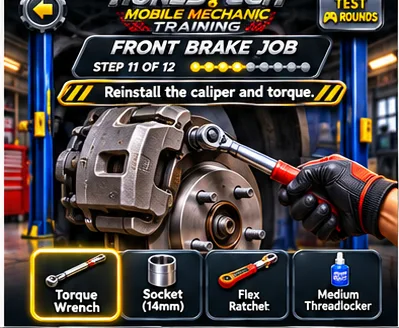 MOBILE MECHANIC
TRAINING
TEST
ROUNDS
FRONT BRAKE JOB
STEP 11 OF 12
Reinstall the caliper and torque.
Torque
Wrench
Socket
(14mm)
Flex
Ratchet
Medium
Threadlocker